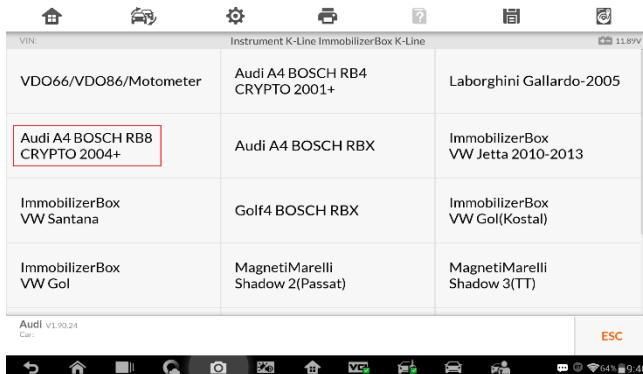 VIN:
Instrument K-Line ImmobilizerBox K-Line
11.89V
VDO66/VDO86/Motometer
Audi A4 BOSCH RB4
CRYPTO 2001+
Laborghini Gallardo-2005
Audi A4 BOSCH RB8
CRYPTO 2004+
Audi A4 BOSCH RBX
ImmobilizerBox
VW Jetta 2010-2013
ImmobilizerBox
VW Santana
Golf4 BOSCH RBX
ImmobilizerBox
VW Gol(Kostal)
ImmobilizerBox
VW Gol
MagnetiMarelli
Shadow 2(Passat)
MagnetiMarelli
Shadow 3(TT)
Audi V1.90.24
Car:
ESC
64%